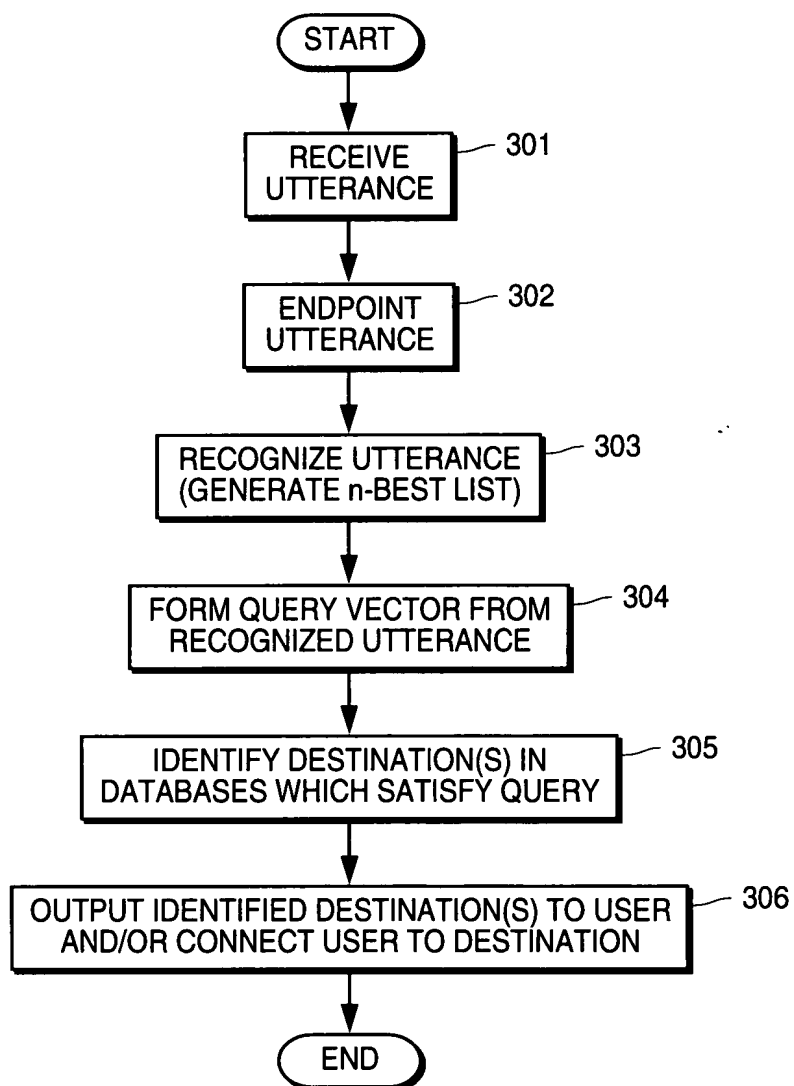 START
RECEIVE
UTTERANCE
301
ENDPOINT
UTTERANCE
302
RECOGNIZE UTTERANCE
(GENERATE n-BEST LIST)
303
FORM QUERY VECTOR FROM
RECOGNIZED UTTERANCE
304
IDENTIFY DESTINATION(S) IN
DATABASES WHICH SATISFY QUERY
305
OUTPUT IDENTIFIED DESTINATION(S) TO USER
AND/OR CONNECT USER TO DESTINATION
306
END